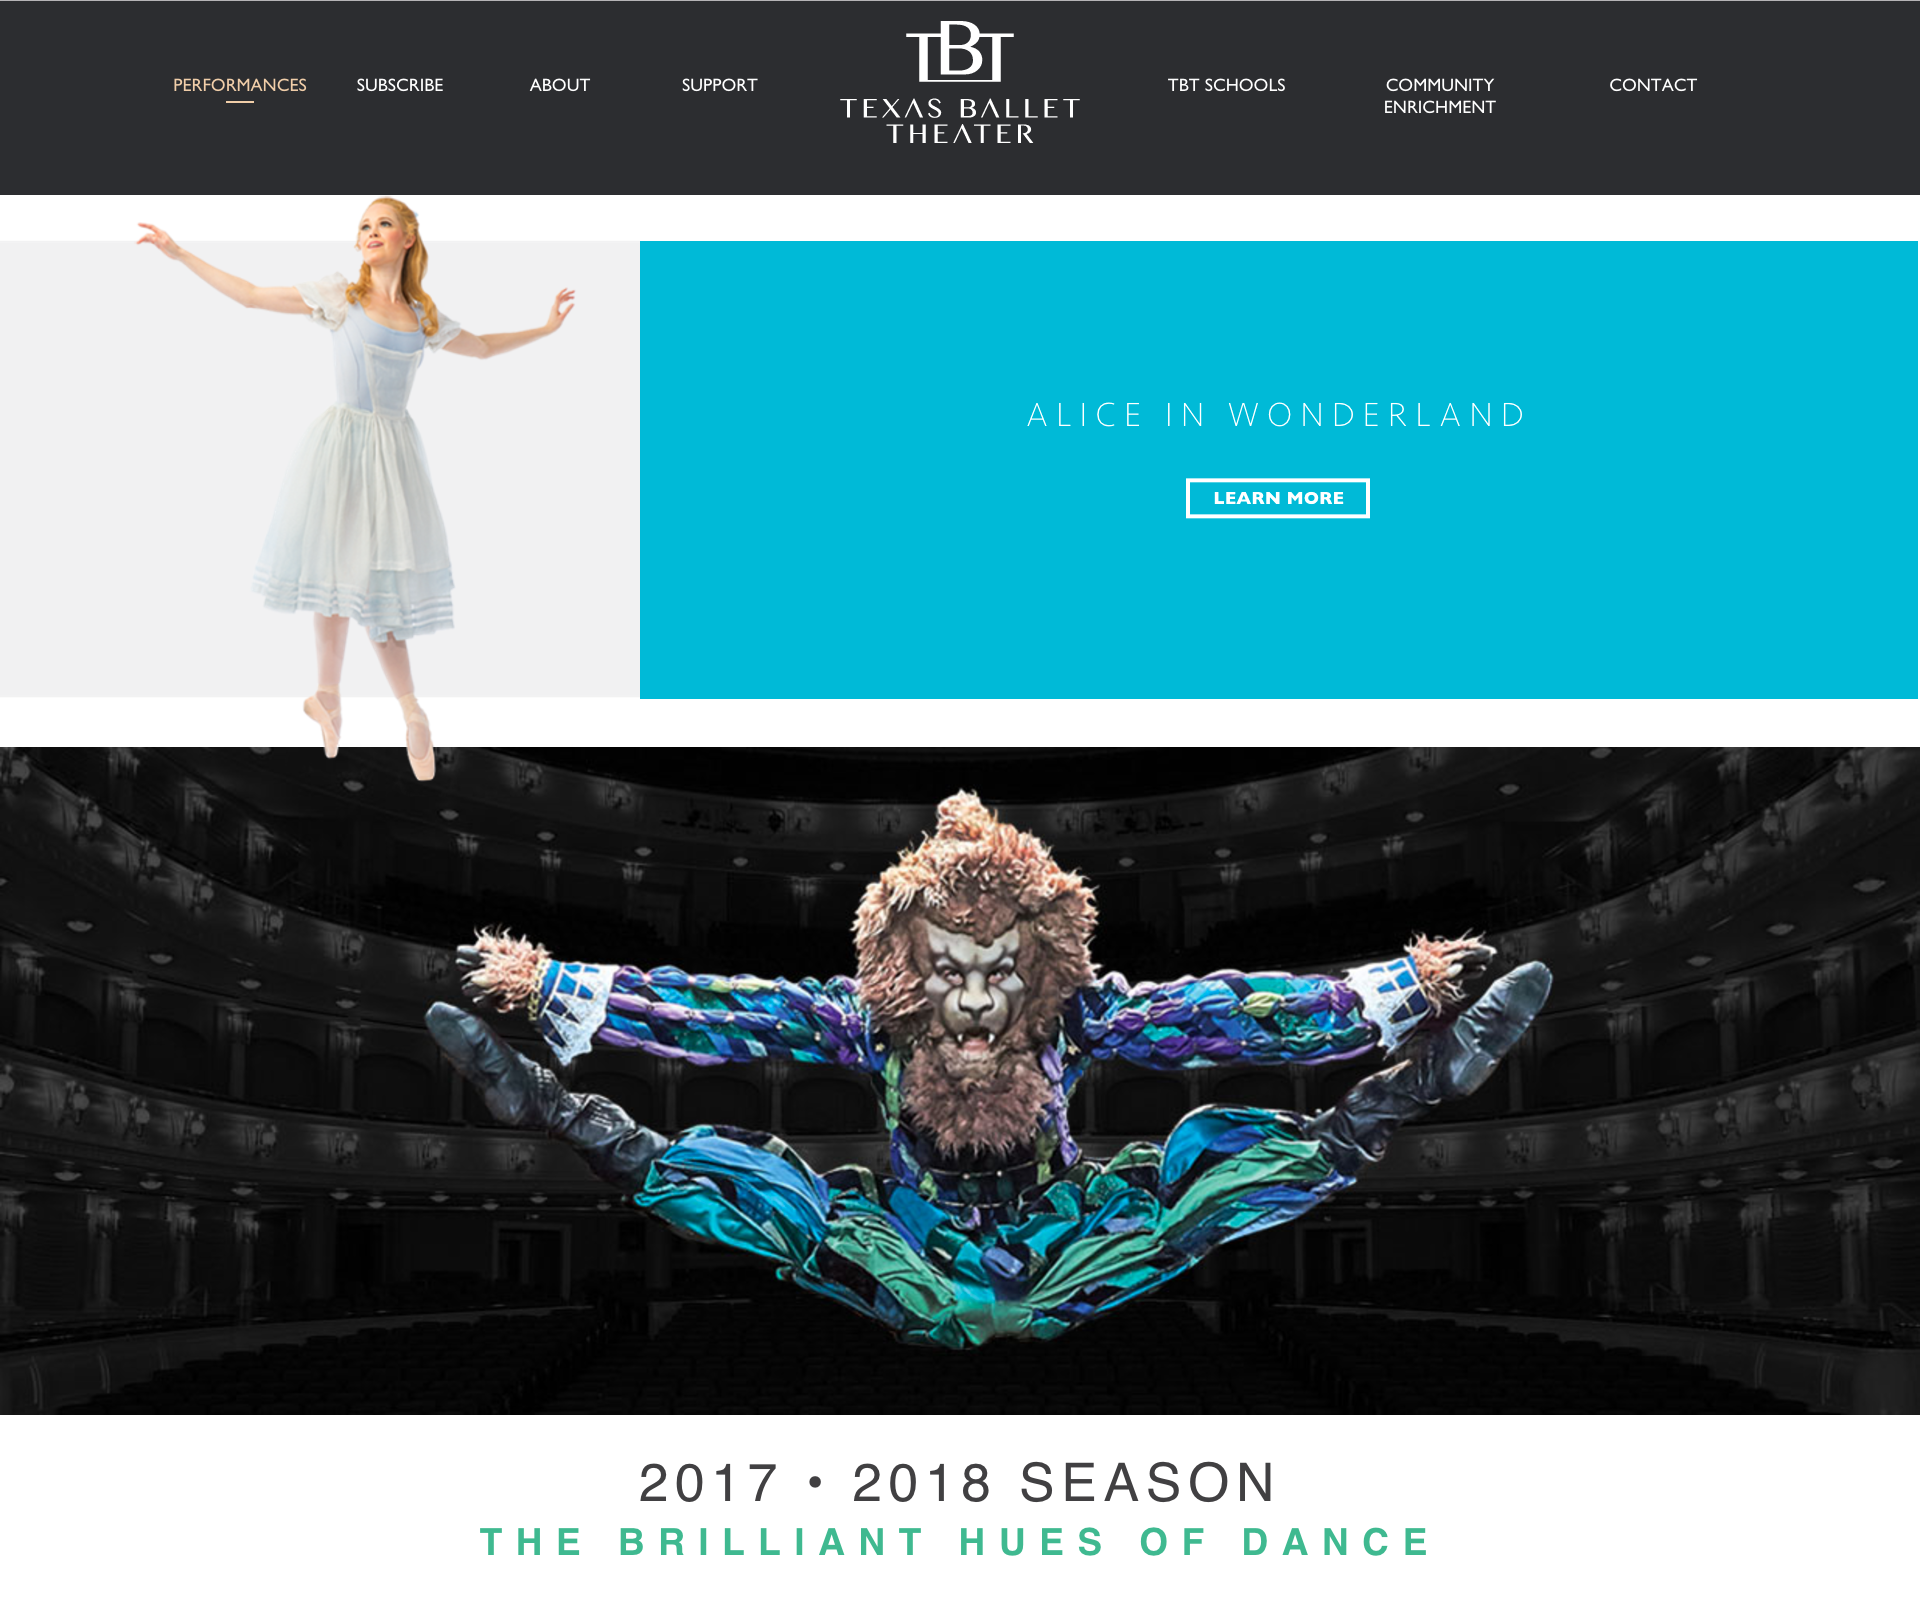 PERFORMANCES
SUBSCRIBE
ABOUT
SUPPORT
TBT
TEXAS BALLET
THEATER
TBT SCHOOLS
COMMUNITY
ENRICHMENT
CONTACT
ALICE IN WONDERLAND
LEARN MORE
2017 • 2018 SEASON
THE BRILLIANT HUES OF DANCE